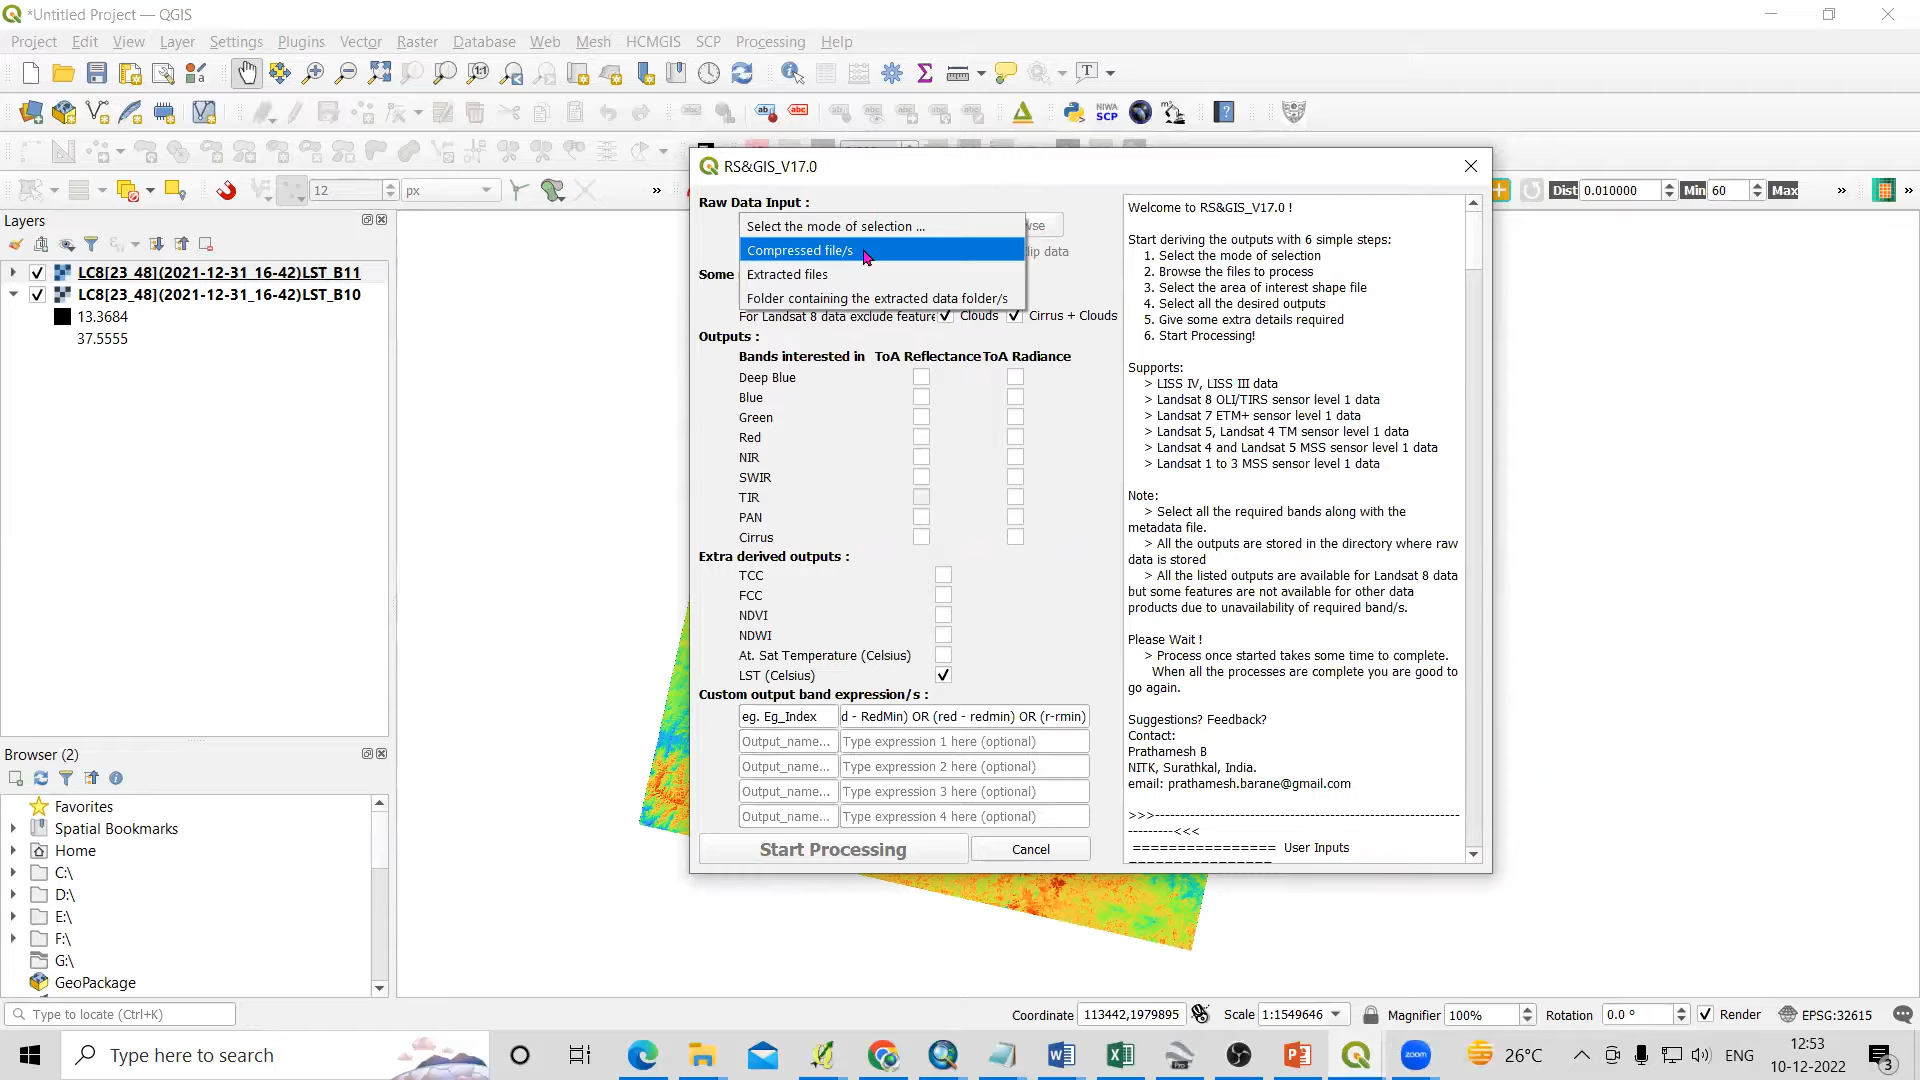 *Untitled Project — QGIS
Project Edit View Layer Settings Plugins Vector Raster Database Web Mesh HCMGIS SCP Processing Help
NIWA
SCP
12 px
Dist 0.010000 Min 60 Max
Layers
LC8[23_48](2021-12-31_16-42)LST_B11
LC8[23_48](2021-12-31_16-42)LST_B10
13.3684
37.5555
Browser (2)
Favorites
Spatial Bookmarks
Home
C:\
D:\
E:\
F:\
G:\
GeoPackage
RS&GIS_V17.0
Raw Data Input :
Select the mode of selection ...
Compressed file/s
Extracted files
Folder containing the extracted data folder/s
Some
For Landsat 8 data exclude feature Clouds Cirrus + Clouds
Outputs :
Bands interested in ToA Reflectance ToA Radiance
Deep Blue
Blue
Green
Red
NIR
SWIR
TIR
PAN
Cirrus
Extra derived outputs :
TCC
FCC
NDVI
NDWI
At. Sat Temperature (Celsius)
LST (Celsius)
Custom output band expression/s :
eg. Eg_Index d - RedMin) OR (red - redmin) OR (r-rmin)
Output_name... Type expression 1 here (optional)
Output_name... Type expression 2 here (optional)
Output_name... Type expression 3 here (optional)
Output_name... Type expression 4 here (optional)
Start Processing Cancel
Welcome to RS&GIS_V17.0 !
Start deriving the outputs with 6 simple steps:
1. Select the mode of selection
2. Browse the files to process
3. Select the area of interest shape file
4. Select all the desired outputs
5. Give some extra details required
6. Start Processing!
Supports:
> LISS IV, LISS III data
> Landsat 8 OLI/TIRS sensor level 1 data
> Landsat 7 ETM+ sensor level 1 data
> Landsat 5, Landsat 4 TM sensor level 1 data
> Landsat 4 and Landsat 5 MSS sensor level 1 data
> Landsat 1 to 3 MSS sensor level 1 data
Note:
> Select all the required bands along with the
metadata file.
> All the outputs are stored in the directory where raw
data is stored
> All the listed outputs are available for Landsat 8 data
but some features are not available for other data
products due to unavailability of required band/s.
Please Wait !
> Process once started takes some time to complete.
When all the processes are complete you are good to
go again.
Suggestions? Feedback?
Contact:
Prathamesh B
NITK, Surathkal, India.
email: prathamesh.barane@gmail.com
>>>------------------------------------------------------------
---------<<<
================ User Inputs
================
Type to locate (Ctrl+K) Coordinate 113442,1979895 Scale 1:1549646 Magnifier 100% Rotation 0.0 ° Render EPSG:32615
Type here to search 26°C ENG 12:53
10-12-2022 3